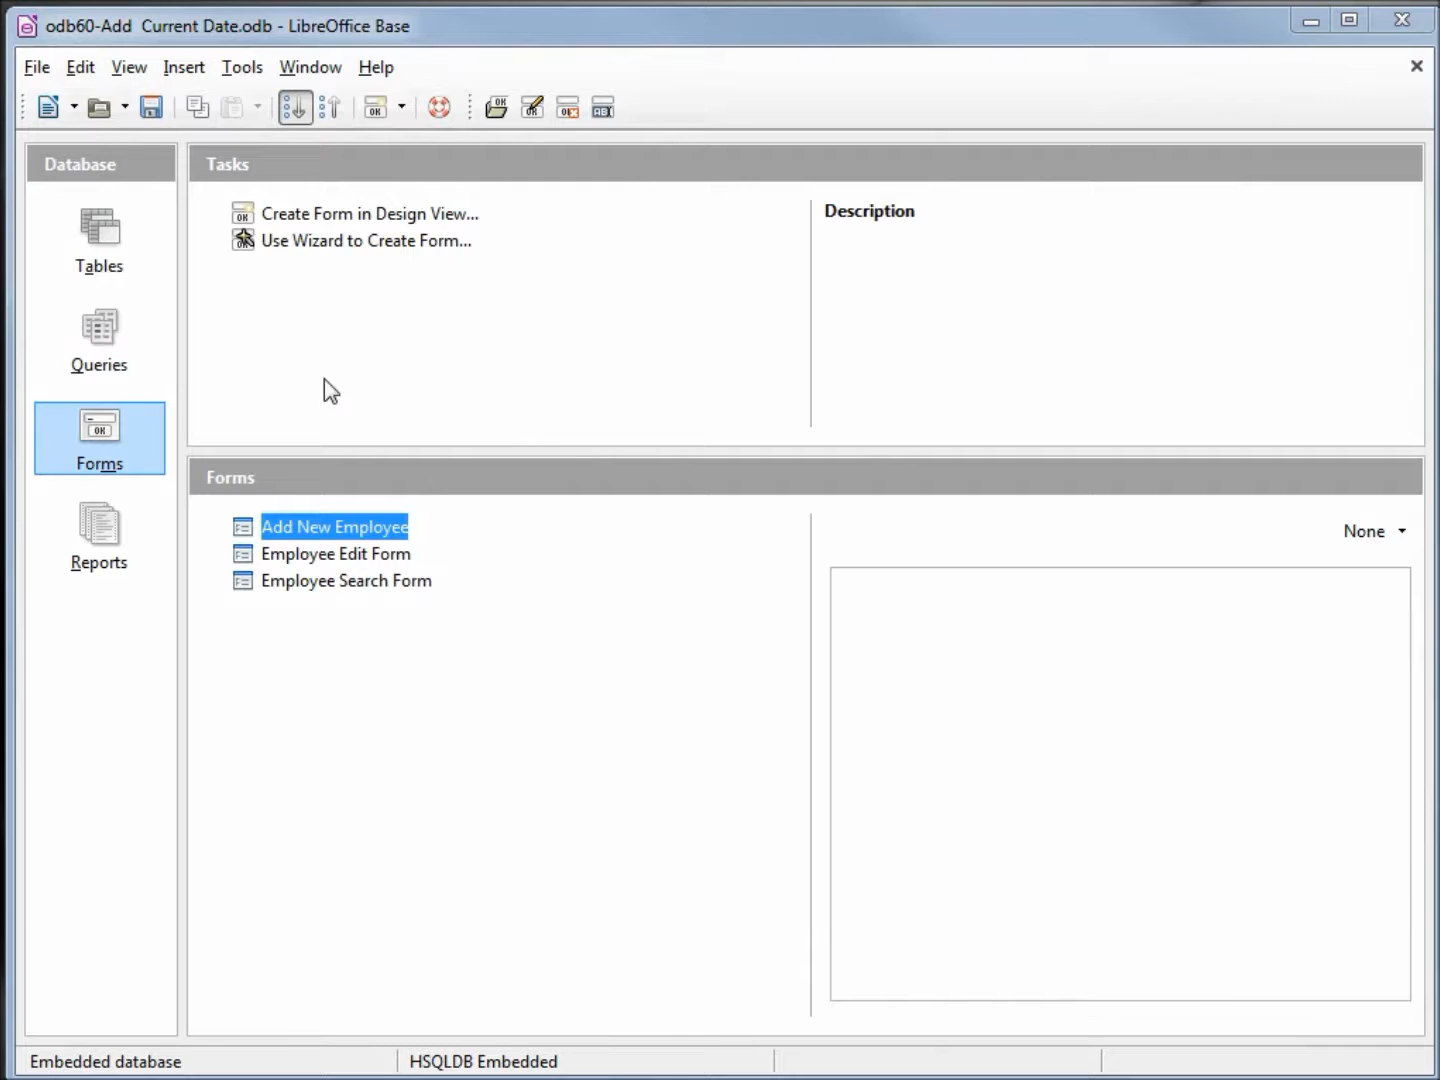 odb60-Add  Current Date.odb - LibreOffice Base
File Edit View Insert Tools Window Help
Database
Tasks
Create Form in Design View...
Use Wizard to Create Form...
Description
Tables
Queries
Forms
Reports
Forms
Add New Employee
Employee Edit Form
Employee Search Form
None
Embedded database
HSQLDB Embedded